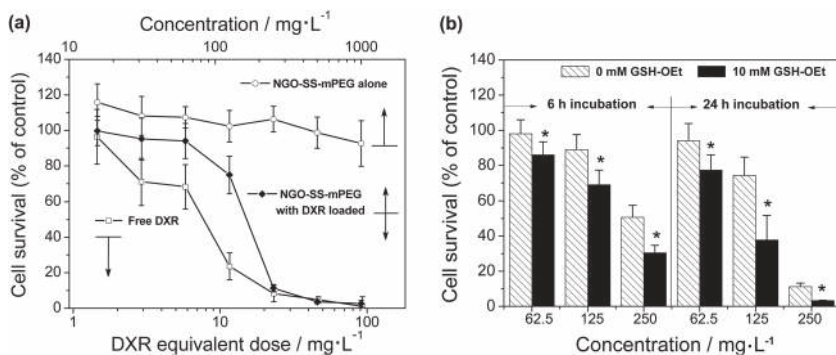 (a)
Concentration / mg·L⁻¹
10
100
1000
140
120
100
80
60
40
20
0
Cell survival (% of control)
NGO-SS-mPEG alone
NGO-SS-mPEG
with DXR loaded
Free DXR
1
10
100
DXR equivalent dose / mg·L⁻¹
(b)
140
120
100
80
60
40
20
0
Cell survival (% of control)
0 mM GSH-OEt
10 mM GSH-OEt
6 h incubation
24 h incubation
*
*
*
*
*
*
62.5
125
250
62.5
125
250
Concentration / mg·L⁻¹